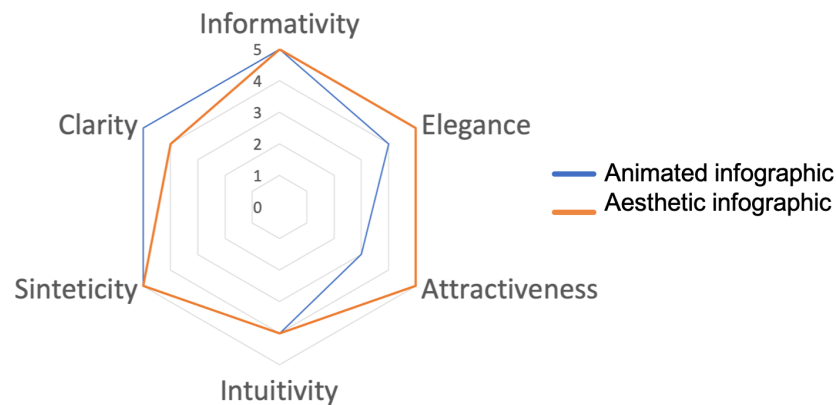 Informativity
5
4
3
2
1
0
Clarity
Elegance
Animated infographic
Aesthetic infographic
Sinteticity
Attractiveness
Intuitivity